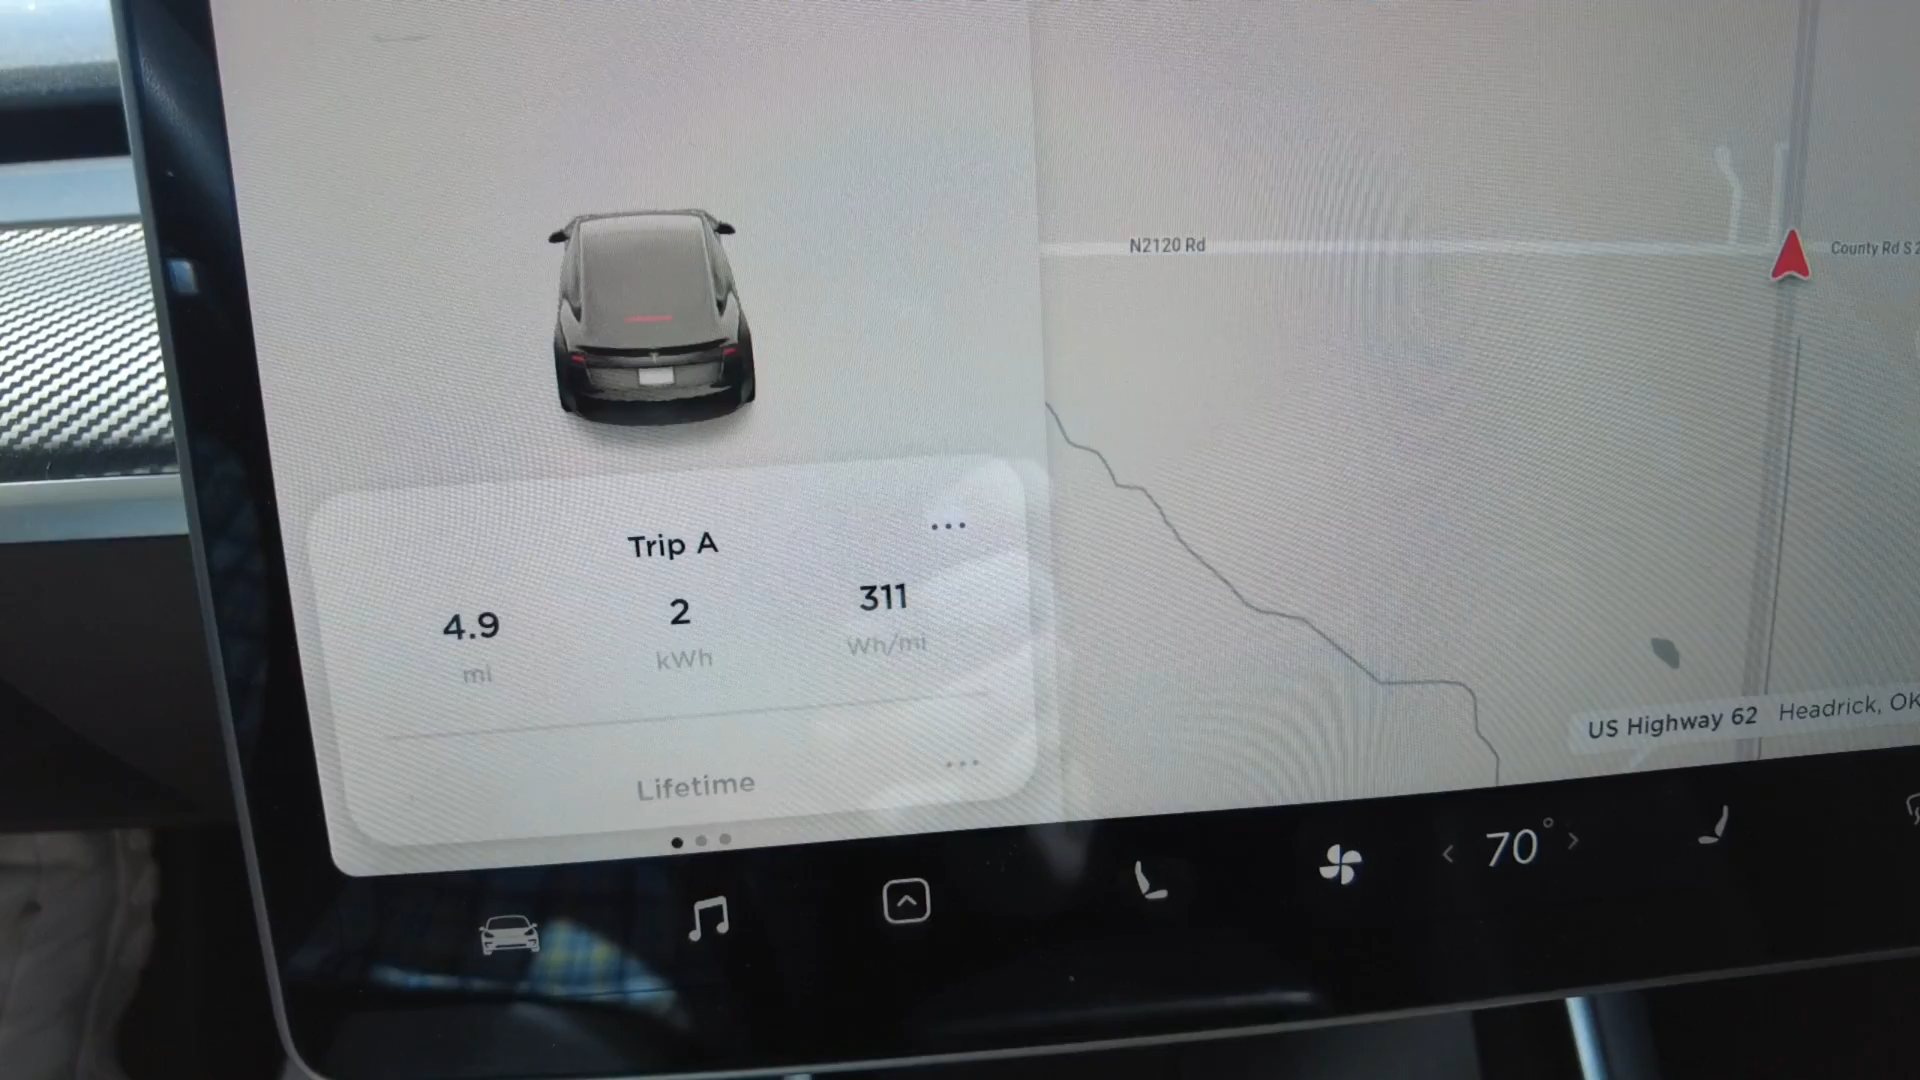 N2120 Rd
County Rd S 2
Trip A
...
4.9
2
311
mi
kWh
Wh/mi
Lifetime
...
US Highway 62 Headrick, OK
< 70° >